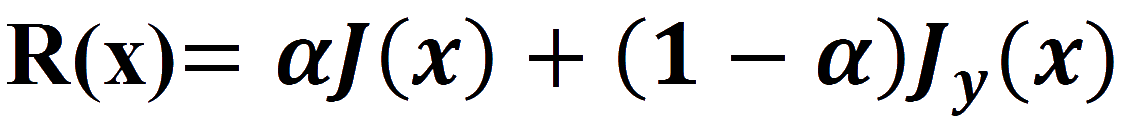 R(x)= αJ(x) + (1 − α)J_y(x)